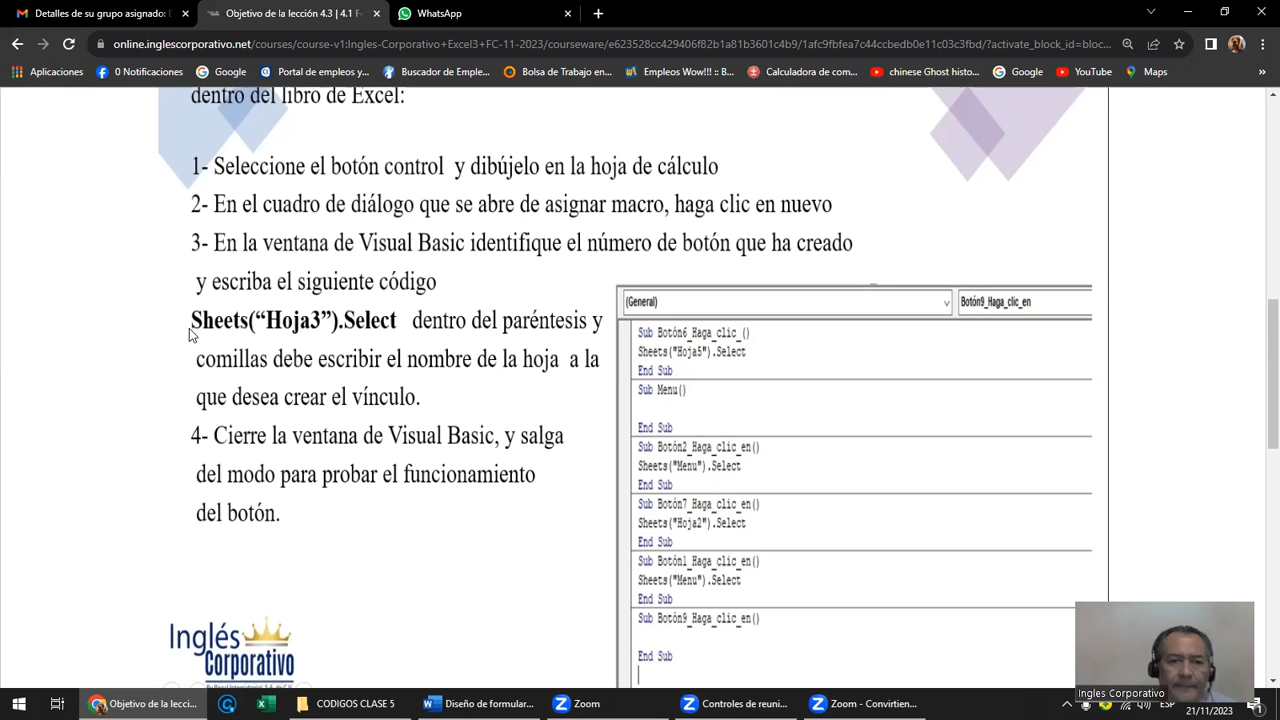 Detalles de su grupo asignado:
Objetivo de la lección 4.3 | 4.1 F
WhatsApp
online.inglescorporativo.net/courses/course-v1:Ingles-Corporativo+Excel3+FC-11-2023/courseware/e623528cc429406f82b1a81b3601c4b9/1afc9fbfea7c44ccbedb0e11c03c3fbd/?activate_block_id=bloc...
Aplicaciones
0 Notificaciones
Google
Portal de empleos y...
Buscador de Emple...
Bolsa de Trabajo en...
Empleos Wow!!! :: B...
Calculadora de com...
chinese Ghost histo...
Google
YouTube
Maps
dentro del libro de Excel:
1- Seleccione el botón control y dibújelo en la hoja de cálculo
2- En el cuadro de diálogo que se abre de asignar macro, haga clic en nuevo
3- En la ventana de Visual Basic identifique el número de botón que ha creado
y escriba el siguiente código
Sheets(“Hoja3”).Select dentro del paréntesis y
comillas debe escribir el nombre de la hoja a la
que desea crear el vínculo.
4- Cierre la ventana de Visual Basic, y salga
del modo para probar el funcionamiento
del botón.
(General)
Botón9_Haga_clic_en
Sub Botón6_Haga_clic_()
Sheets("Hoja5").Select
End Sub
Sub Menu()
End Sub
Sub Botón2_Haga_clic_en()
Sheets("Menu").Select
End Sub
Sub Botón7_Haga_clic_en()
Sheets("Hoja2").Select
End Sub
Sub Botón1_Haga_clic_en()
Sheets("Menu").Select
End Sub
Sub Botón9_Haga_clic_en()
End Sub
Inglés
Corporativo
Ingles Corporativo
Objetivo de la lecci...
CODIGOS CLASE 5
Diseño de formular...
Zoom
Controles de reuni...
Zoom - Convirtien...
ESP
21/11/2023